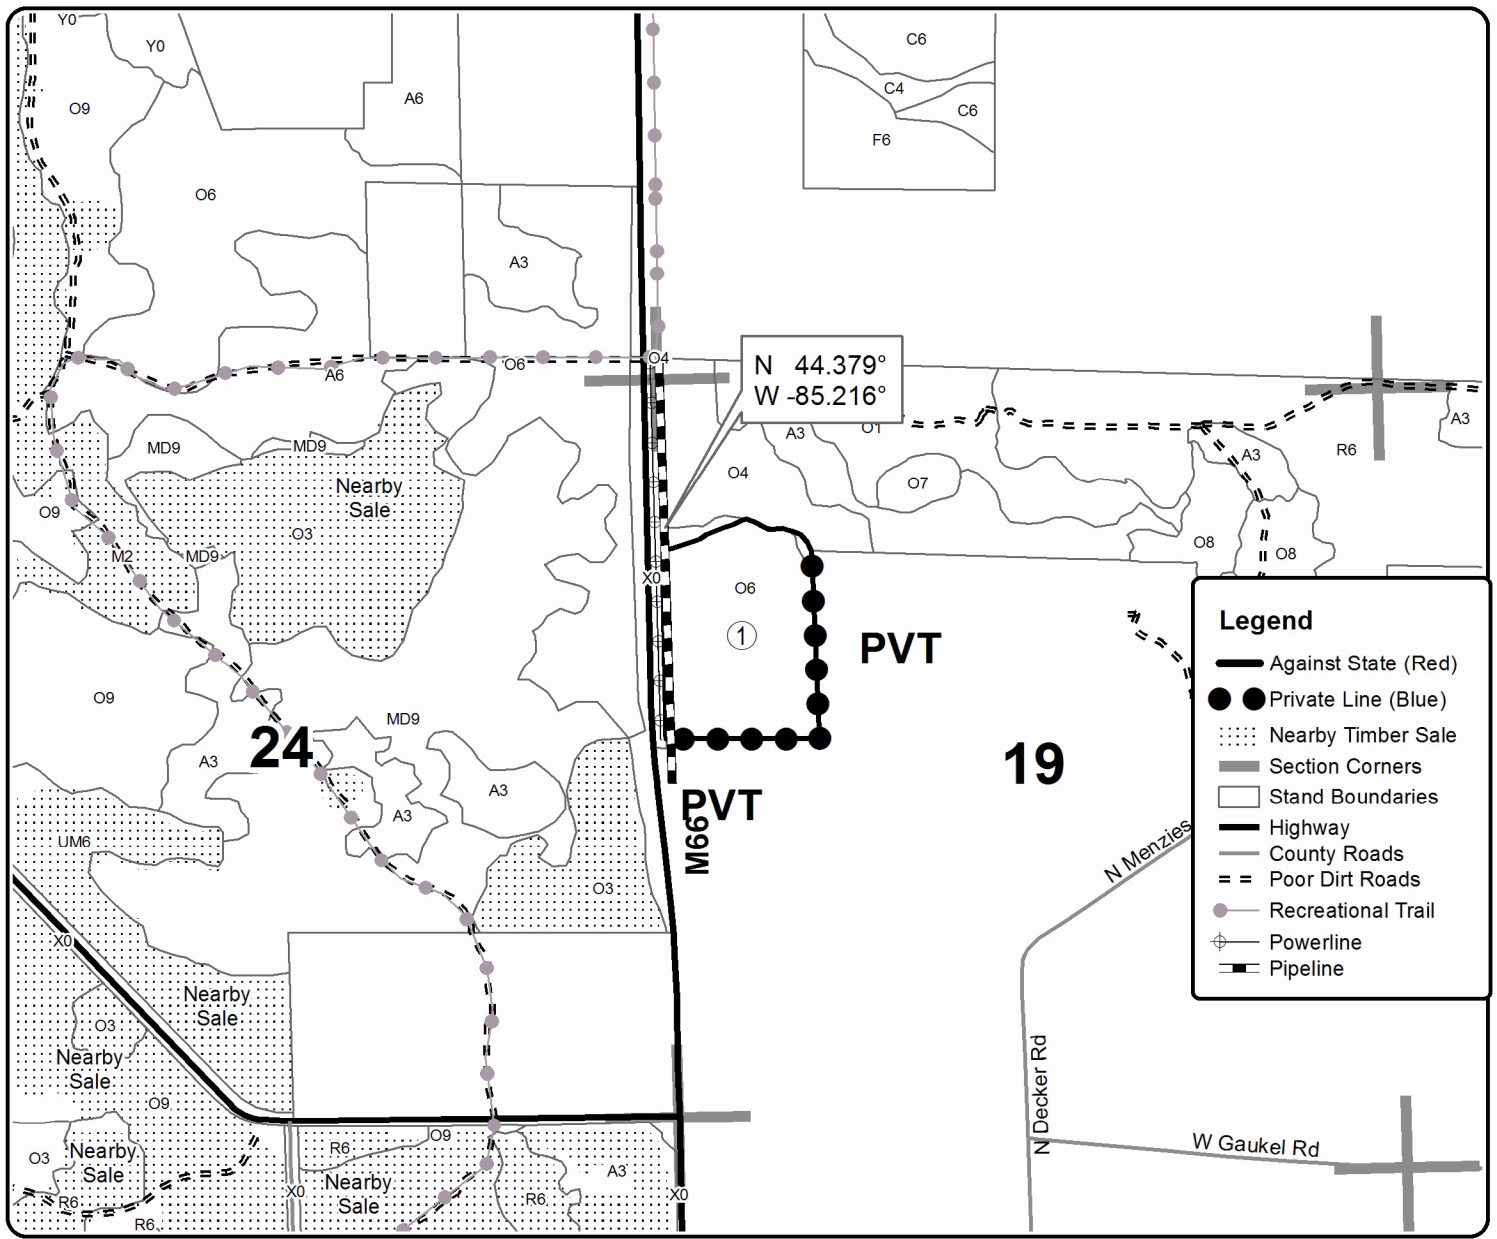 Y0
Y0
C6
O9
A6
C4
C6
F6
O6
A3
O4
O6
A6
N 44.379°
W -85.216°
O1
A3
A3
A3
R6
MD9
MD9
O4
O7
Nearby
Sale
O9
O3
M2
MD9
O8
O8
X0
O6
1
PVT
O9
MD9
24
A3
A3
A3
19
PVT
M66
UM6
O3
N Menzies
X0
Nearby
Sale
O3
Nearby
Sale
O9
N Decker Rd
W Gaukel Rd
O3
Nearby
Sale
R6
O9
A3
Nearby
Sale
R6
R6
R6
X0
X0
Legend
Against State (Red)
Private Line (Blue)
Nearby Timber Sale
Section Corners
Stand Boundaries
Highway
County Roads
Poor Dirt Roads
Recreational Trail
Powerline
Pipeline